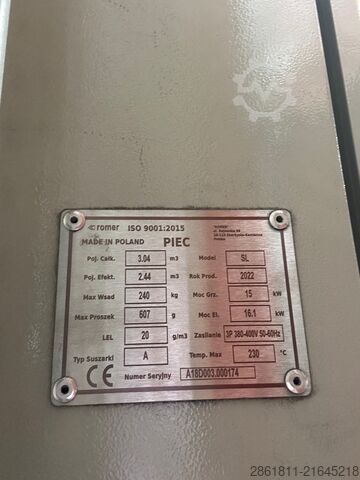 romer ISO 9001:2015
"ROMER"
MADE IN POLAND PIEC
Polska
Poj. Całk. 3.04 m3 Model SL
Poj. Efekt. 2.44 m3 Rok Prod. 2022
Max Wsad 240 kg Moc Grz. 15 kW
Max Proszek 607 g Moc El. 16.1 kW
LEL 20 g/m3 Zasilanie 3P 380-400V 50-60Hz
Typ Suszarki A Temp. Max 230 °C
CE Numer Seryjny A18D003.000174
2861811-21645218